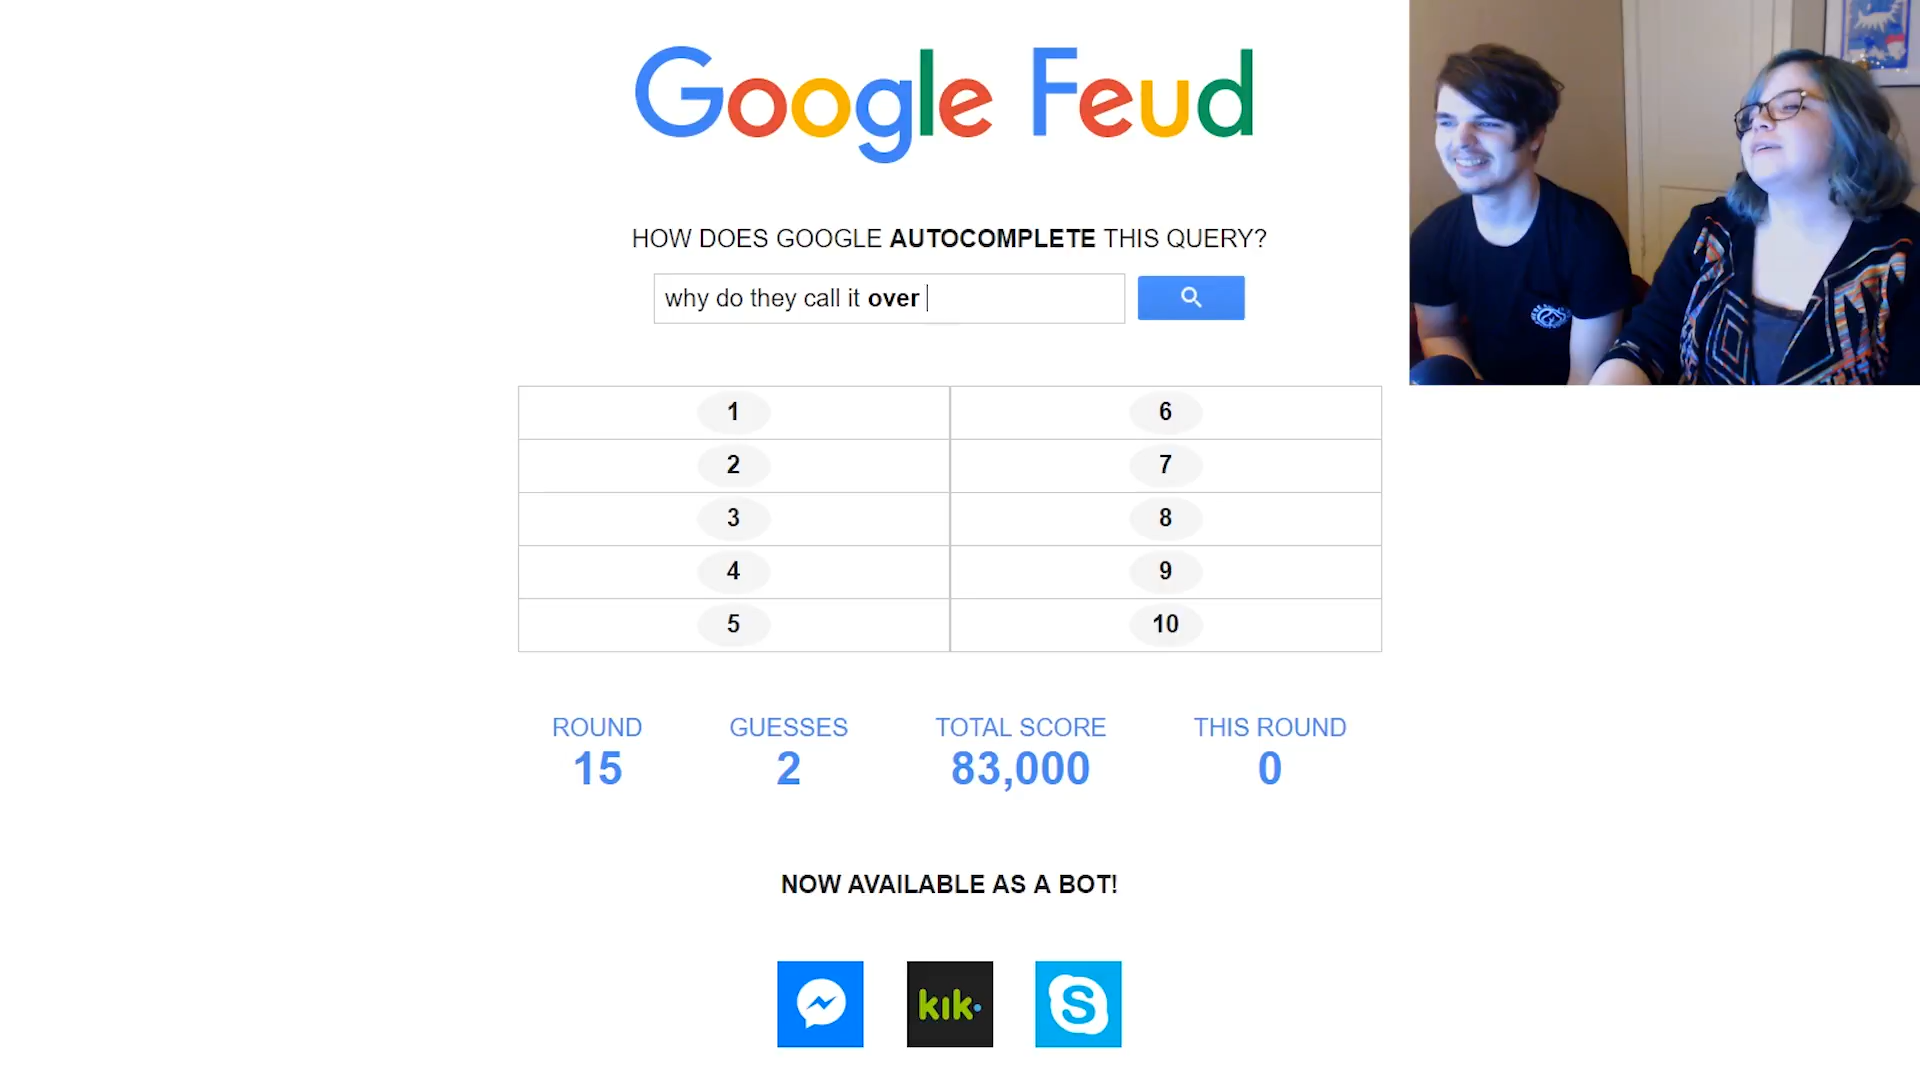 Google Feud
HOW DOES GOOGLE AUTOCOMPLETE THIS QUERY?
why do they call it over
1
2
3
4
5
6
7
8
9
10
ROUND
15
GUESSES
2
TOTAL SCORE
83,000
THIS ROUND
0
NOW AVAILABLE AS A BOT!
kik
S